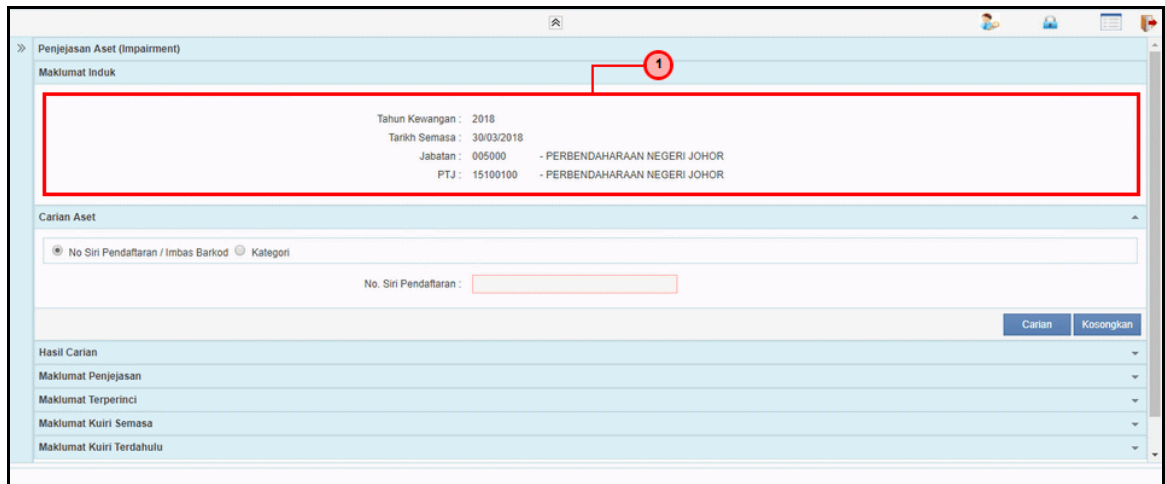 Penjejasan Aset (Impairment)
Maklumat Induk
1
Tahun Kewangan : 2018
Tarikh Semasa : 30/03/2018
Jabatan : 005000 - PERBENDAHARAAN NEGERI JOHOR
PTJ : 15100100 - PERBENDAHARAAN NEGERI JOHOR
Carian Aset
No Siri Pendaftaran / Imbas Barkod Kategori
No. Siri Pendaftaran :
Carian Kosongkan
Hasil Carian
Maklumat Penjejasan
Maklumat Terperinci
Maklumat Kuiri Semasa
Maklumat Kuiri Terdahulu